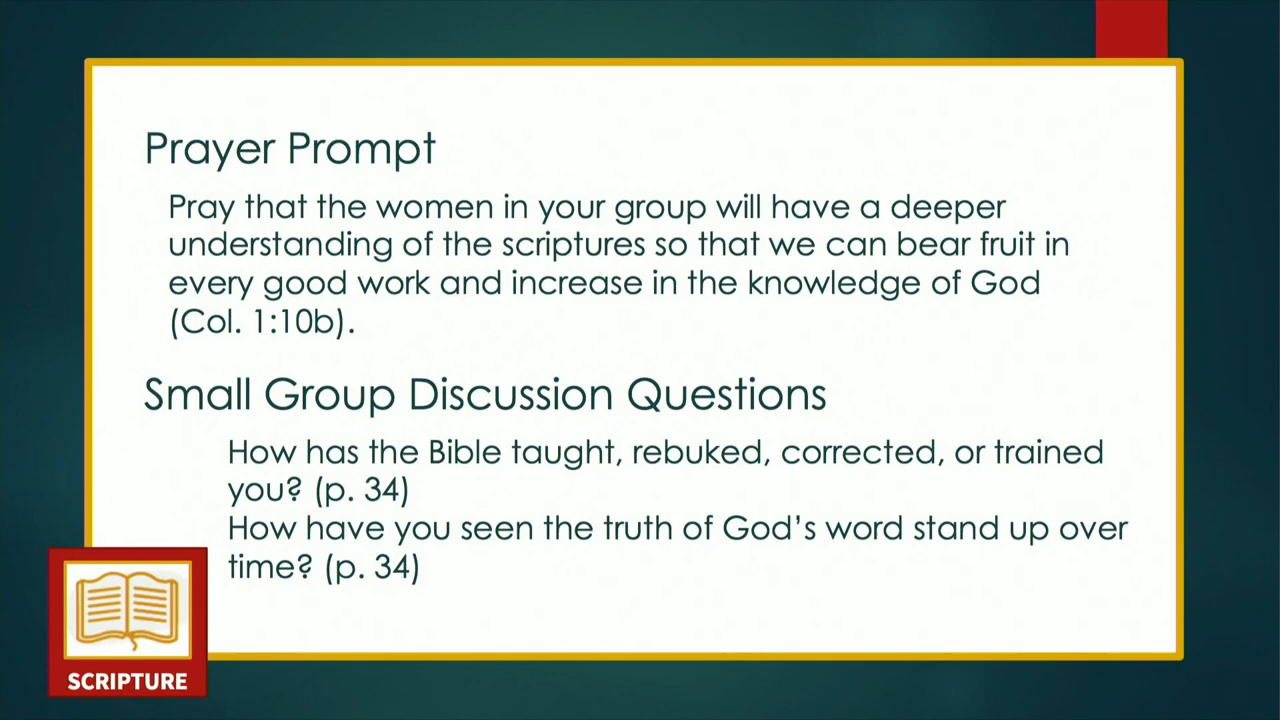 Prayer Prompt
Pray that the women in your group will have a deeper
understanding of the scriptures so that we can bear fruit in
every good work and increase in the knowledge of God
(Col. 1:10b).
Small Group Discussion Questions
How has the Bible taught, rebuked, corrected, or trained
you? (p. 34)
How have you seen the truth of God’s word stand up over
time? (p. 34)
SCRIPTURE